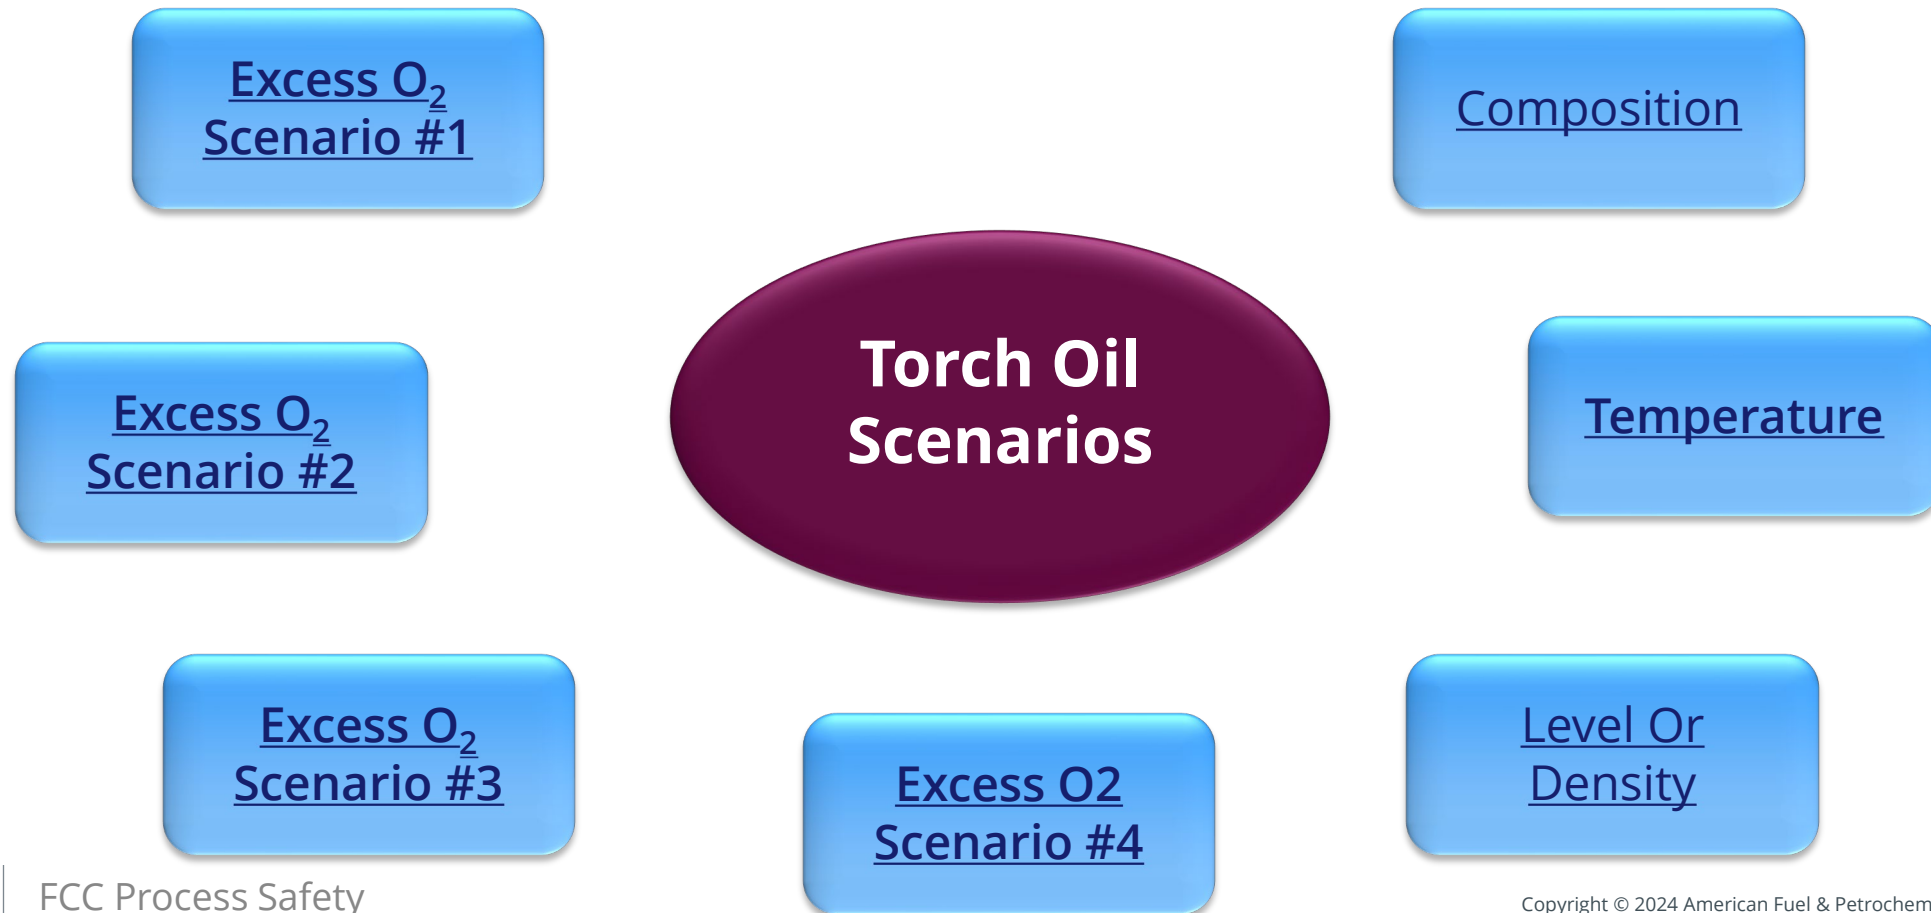 Excess O₂
Scenario #1
Composition
Torch Oil
Scenarios
Excess O₂
Scenario #2
Temperature
Excess O₂
Scenario #3
Excess O2
Scenario #4
Level Or
Density
FCC Process Safety
Copyright © 2024 American Fuel & Petrochem